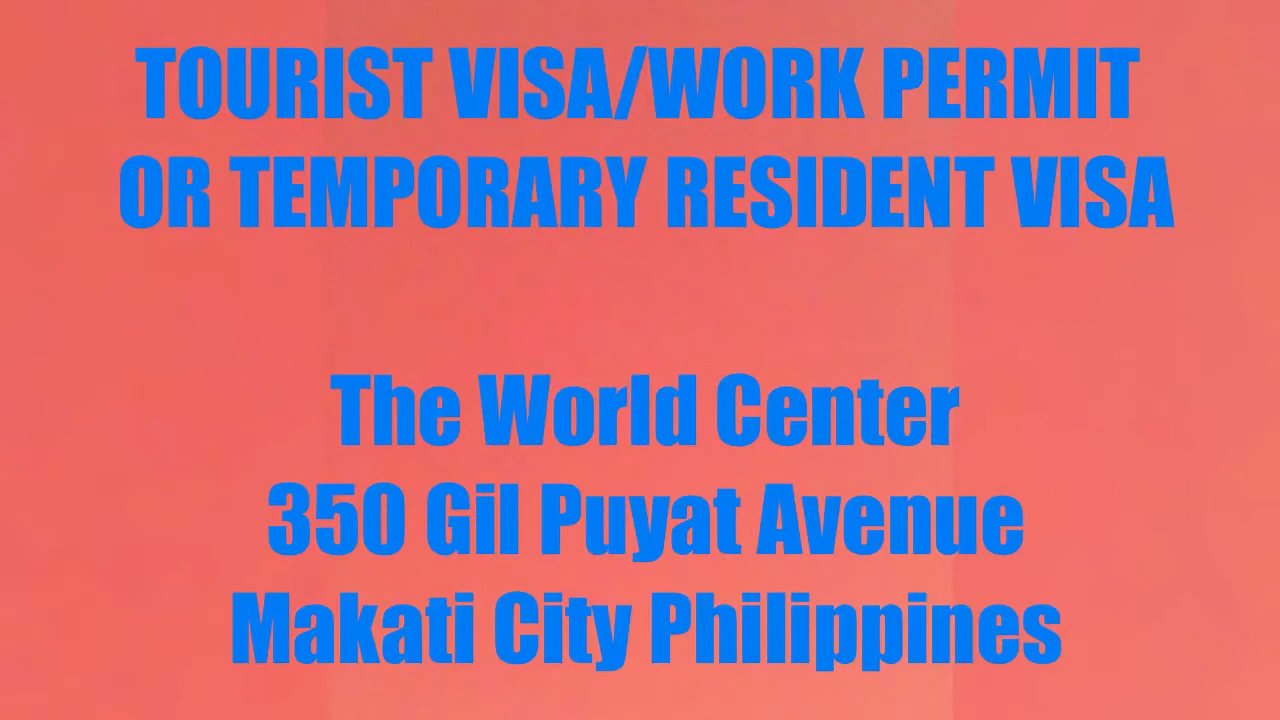 TOURIST VISA/WORK PERMIT
OR TEMPORARY RESIDENT VISA
The World Center
350 Gil Puyat Avenue
Makati City Philippines